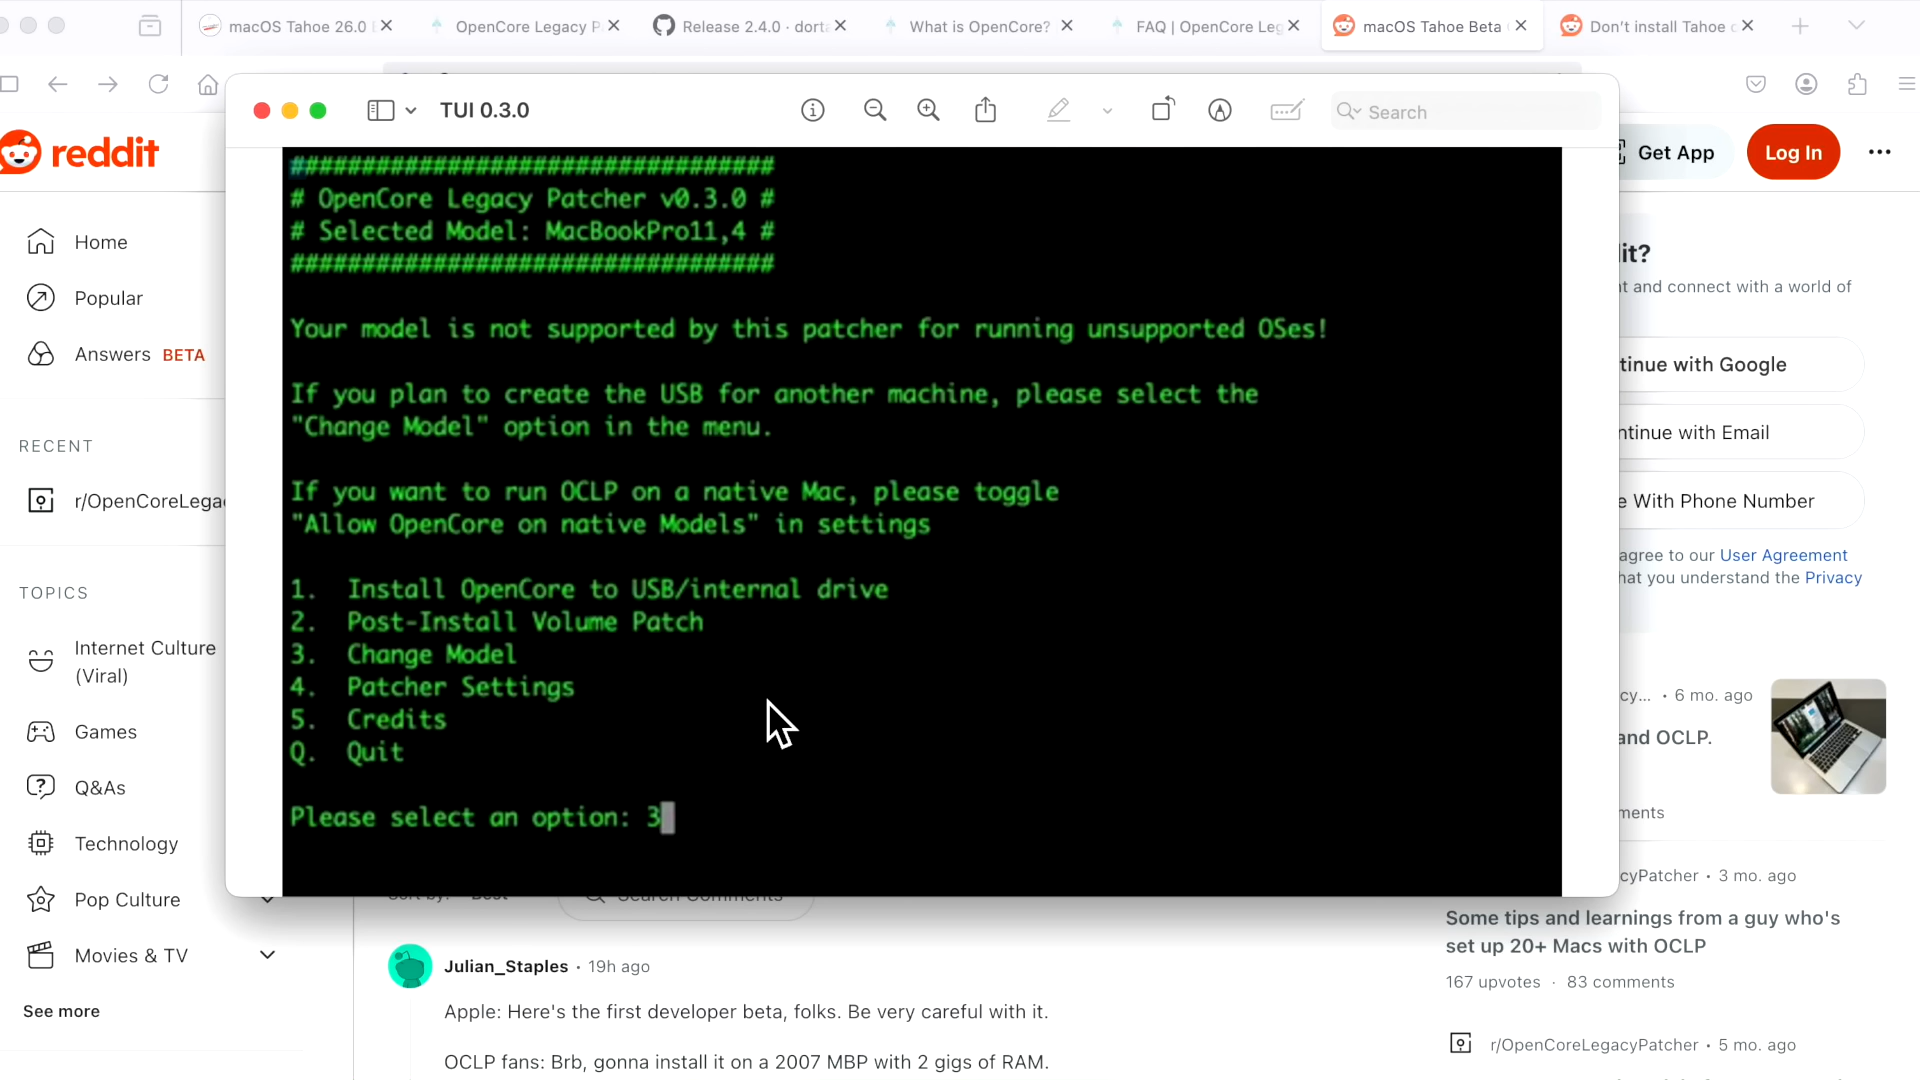 macOS Tahoe 26.0
OpenCore Legacy P
Release 2.4.0 · dorta
What is OpenCore?
FAQ | OpenCore Leg
macOS Tahoe Beta
Don't install Tahoe
TUI 0.3.0
Search
reddit
Get App
Log In
Home
Popular
Answers BETA
RECENT
r/OpenCoreLegac
TOPICS
Internet Culture
(Viral)
Games
Q&As
Technology
Pop Culture
Movies & TV
See more
##################################
# OpenCore Legacy Patcher v0.3.0 #
# Selected Model: MacBookPro11,4 #
##################################
Your model is not supported by this patcher for running unsupported OSes!
If you plan to create the USB for another machine, please select the
"Change Model" option in the menu.
If you want to run OCLP on a native Mac, please toggle
"Allow OpenCore on native Models" in settings
1. Install OpenCore to USB/internal drive
2. Post-Install Volume Patch
3. Change Model
4. Patcher Settings
5. Credits
Q. Quit
Please select an option: 3
Search Comments
Julian_Staples · 19h ago
Apple: Here's the first developer beta, folks. Be very careful with it.
OCLP fans: Brb, gonna install it on a 2007 MBP with 2 gigs of RAM.
it?
and connect with a world of
tinue with Google
ntinue with Email
e With Phone Number
agree to our User Agreement
hat you understand the Privacy
cy... · 6 mo. ago
and OCLP.
ments
cyPatcher · 3 mo. ago
Some tips and learnings from a guy who's
set up 20+ Macs with OCLP
167 upvotes · 83 comments
r/OpenCoreLegacyPatcher · 5 mo. ago